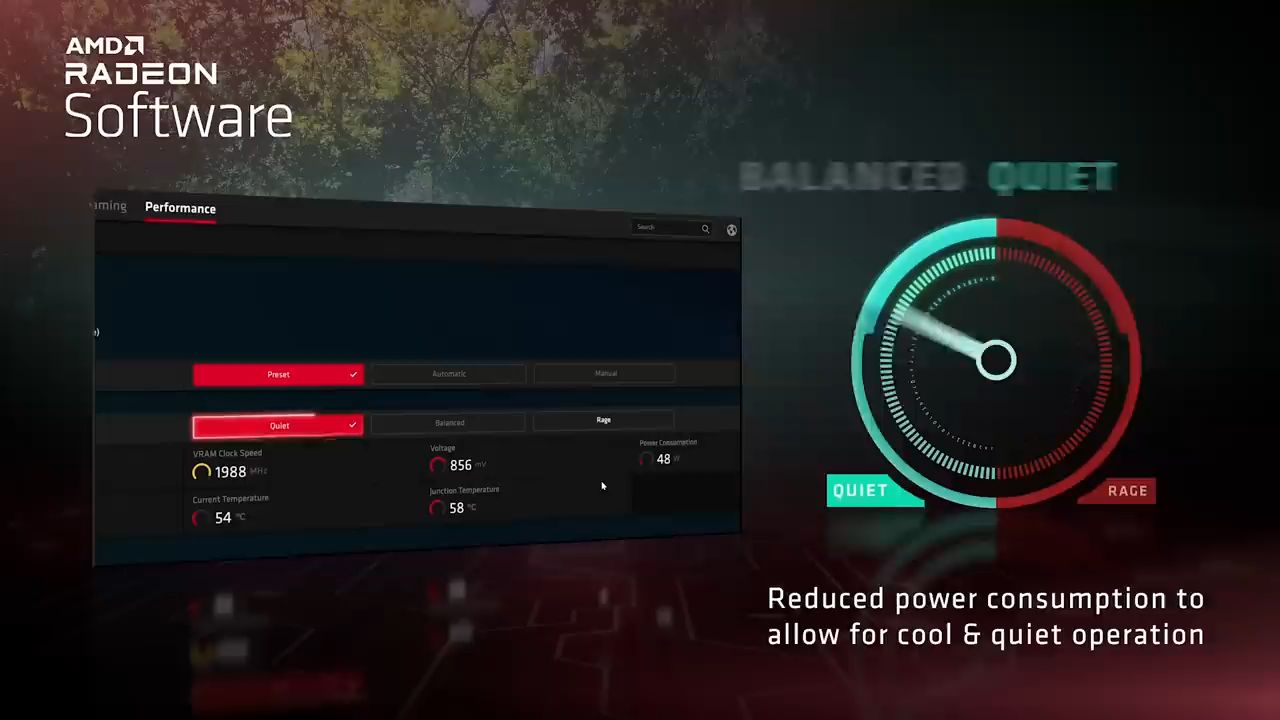 AMD
RADEON
Software
BALANCED QUIET
aming Performance
Search
e)
Preset Automatic Manual
Quiet Balanced Rage
VRAM Clock Speed Voltage Power Consumption
1988 MHz 856 mV 48 W
Current Temperature Junction Temperature
54 °C 58 °C
QUIET RAGE
Reduced power consumption to
allow for cool & quiet operation